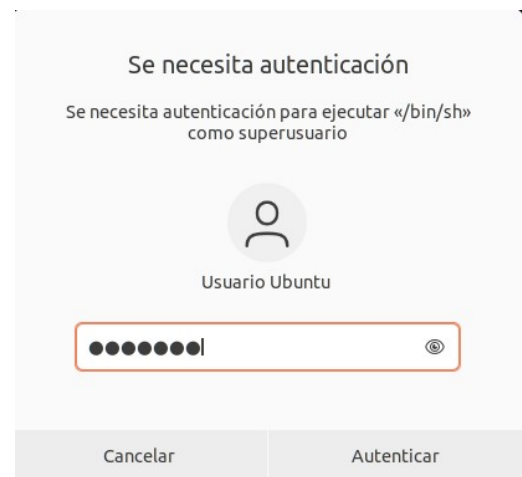 Se necesita autenticación
Se necesita autenticación para ejecutar «/bin/sh»
como superusuario
Usuario Ubuntu
●●●●●●●
Cancelar Autenticar